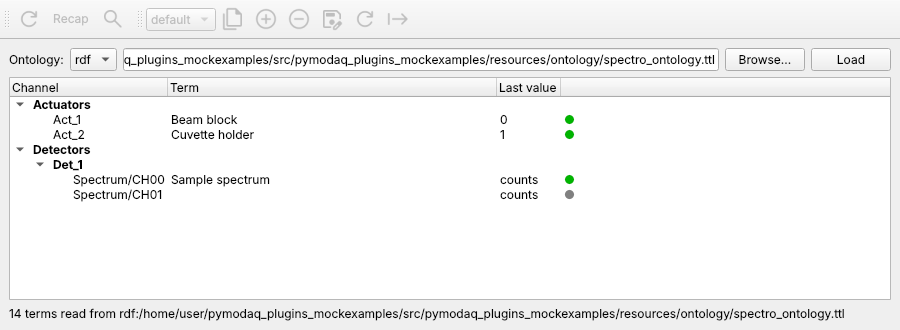 Recap default
Ontology: rdf q_plugins_mockexamples/src/pymodaq_plugins_mockexamples/resources/ontology/spectro_ontology.ttl Browse... Load
Channel Term Last value
Actuators
Act_1 Beam block 0
Act_2 Cuvette holder 1
Detectors
Det_1
Spectrum/CH00 Sample spectrum counts
Spectrum/CH01 counts
14 terms read from rdf:/home/user/pymodaq_plugins_mockexamples/src/pymodaq_plugins_mockexamples/resources/ontology/spectro_ontology.ttl